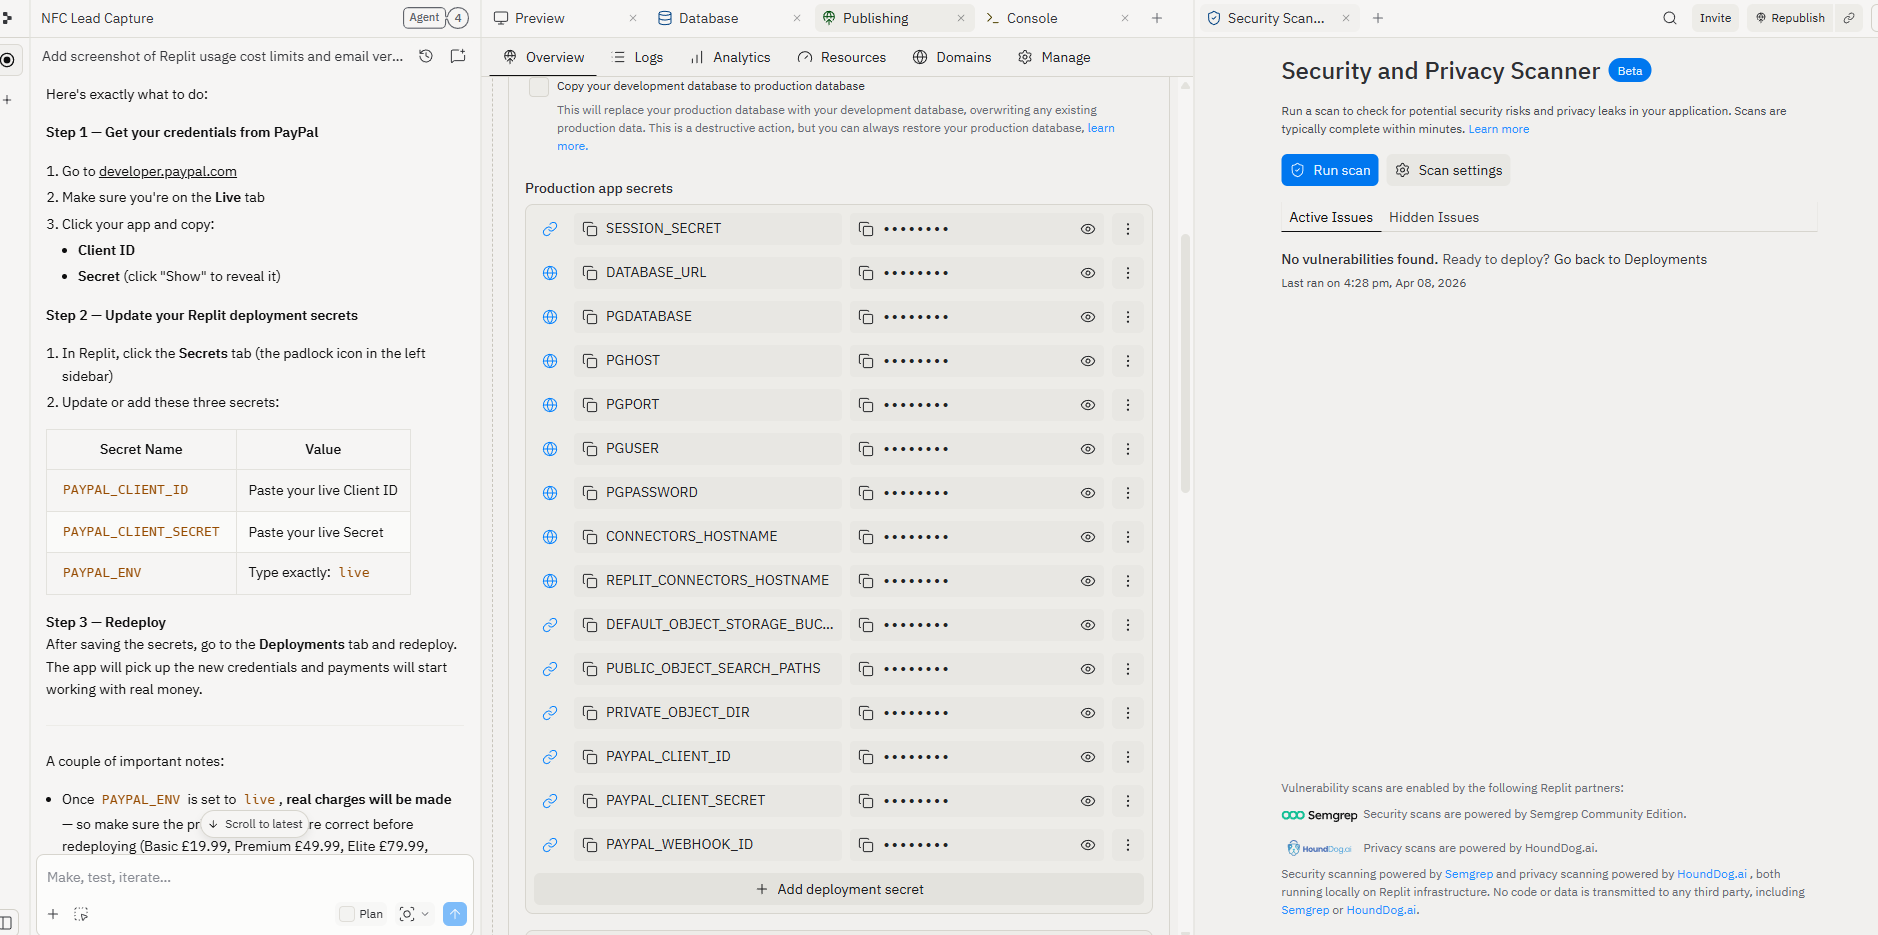 NFC Lead Capture
Agent 4
Add screenshot of Replit usage cost limits and email ver...
Here's exactly what to do:
Step 1 — Get your credentials from PayPal
1. Go to developer.paypal.com
2. Make sure you're on the Live tab
3. Click your app and copy:
• Client ID
• Secret (click "Show" to reveal it)
Step 2 — Update your Replit deployment secrets
1. In Replit, click the Secrets tab (the padlock icon in the left
sidebar)
2. Update or add these three secrets:
Secret Name Value
PAYPAL_CLIENT_ID Paste your live Client ID
PAYPAL_CLIENT_SECRET Paste your live Secret
PAYPAL_ENV Type exactly: live
Step 3 — Redeploy
After saving the secrets, go to the Deployments tab and redeploy.
The app will pick up the new credentials and payments will start
working with real money.
A couple of important notes:
• Once PAYPAL_ENV is set to live, real charges will be made
— so make sure the pr
Scroll to latest
re correct before
redeploying (Basic £19.99, Premium £49.99, Elite £79.99,
Make, test, iterate...
Plan
Preview
Database
Publishing
Console
Overview
Logs
Analytics
Resources
Domains
Manage
Copy your development database to production database
This will replace your production database with your development database, overwriting any existing
production data. This is a destructive action, but you can always restore your production database, learn
more.
Production app secrets
SESSION_SECRET ••••••••
DATABASE_URL ••••••••
PGDATABASE ••••••••
PGHOST ••••••••
PGPORT ••••••••
PGUSER ••••••••
PGPASSWORD ••••••••
CONNECTORS_HOSTNAME ••••••••
REPLIT_CONNECTORS_HOSTNAME ••••••••
DEFAULT_OBJECT_STORAGE_BUC... ••••••••
PUBLIC_OBJECT_SEARCH_PATHS ••••••••
PRIVATE_OBJECT_DIR ••••••••
PAYPAL_CLIENT_ID ••••••••
PAYPAL_CLIENT_SECRET ••••••••
PAYPAL_WEBHOOK_ID ••••••••
+ Add deployment secret
Security Scan...
Invite
Republish
Security and Privacy Scanner Beta
Run a scan to check for potential security risks and privacy leaks in your application. Scans are
typically complete within minutes. Learn more
Run scan
Scan settings
Active Issues
Hidden Issues
No vulnerabilities found. Ready to deploy? Go back to Deployments
Last ran on 4:28 pm, Apr 08, 2026
Vulnerability scans are enabled by the following Replit partners:
Semgrep Security scans are powered by Semgrep Community Edition.
HoundDog.ai Privacy scans are powered by HoundDog.ai.
Security scanning powered by Semgrep and privacy scanning powered by HoundDog.ai , both
running locally on Replit infrastructure. No code or data is transmitted to any third party, including
Semgrep or HoundDog.ai.